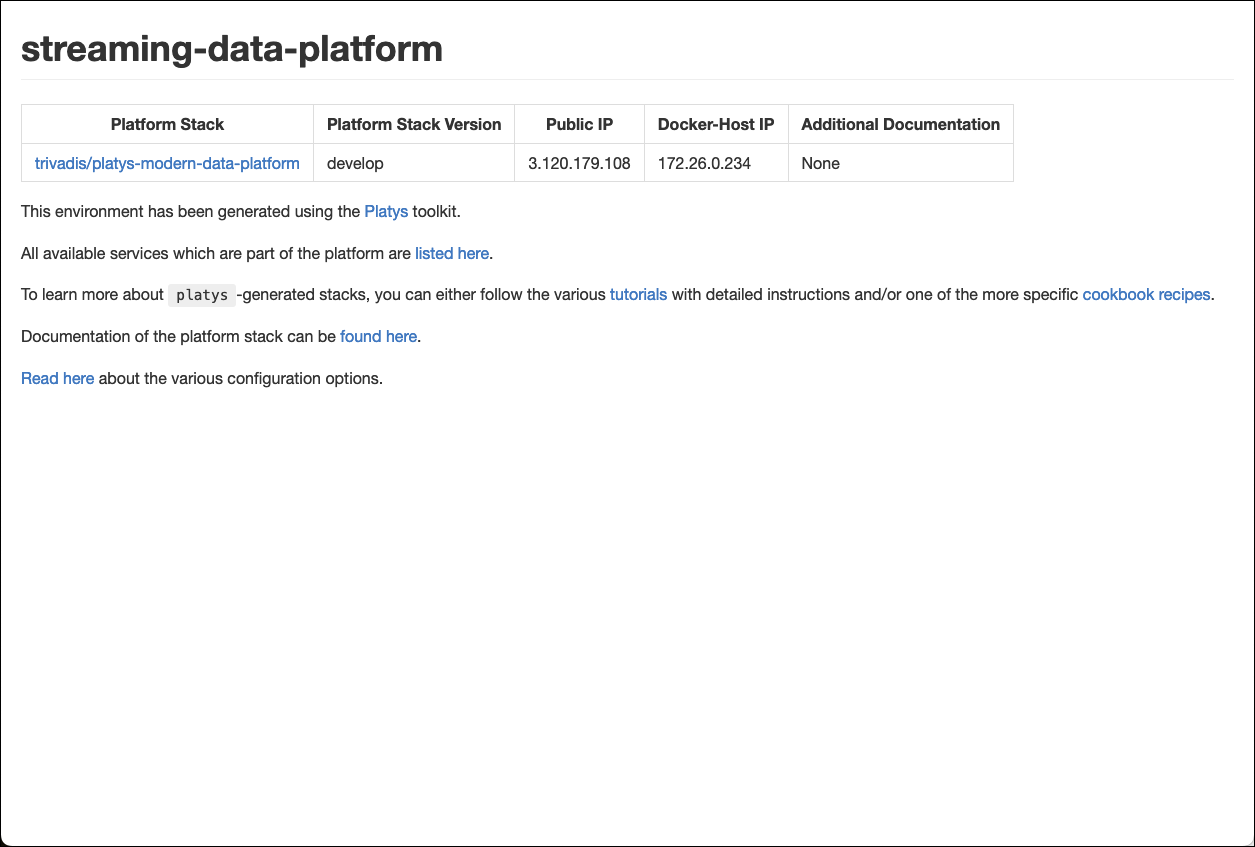 streaming-data-platform
Platform Stack Platform Stack Version Public IP Docker-Host IP Additional Documentation
trivadis/platys-modern-data-platform develop 3.120.179.108 172.26.0.234 None
This environment has been generated using the Platys toolkit.
All available services which are part of the platform are listed here.
To learn more about platys-generated stacks, you can either follow the various tutorials with detailed instructions and/or one of the more specific cookbook recipes.
Documentation of the platform stack can be found here.
Read here about the various configuration options.